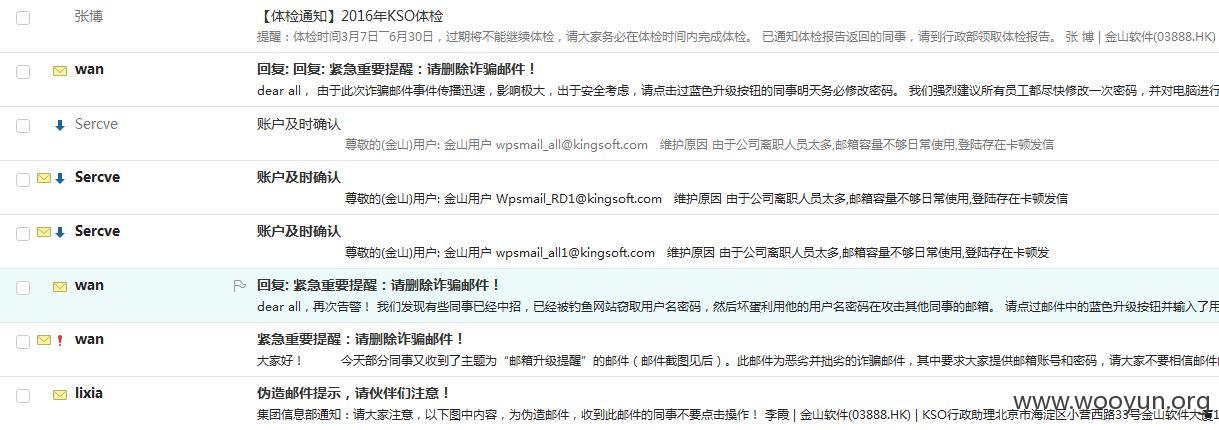 张博 【体检通知】2016年KSO体检
提醒：体检时间3月7日—6月30日，过期将不能继续体检，请大家务必在体检时间内完成体检。 已通知体检报告返回的同事，请到行政部领取体检报告。 张 博 | 金山软件(03888.HK)
wan 回复: 回复: 紧急重要提醒：请删除诈骗邮件！
dear all， 由于此次诈骗邮件事件传播迅速，影响极大，出于安全考虑，请点击过蓝色升级按钮的同事明天务必修改密码。 我们强烈建议所有员工都尽快修改一次密码，并对电脑进行
Sercve 账户及时确认
尊敬的(金山)用户: 金山用户 wpsmail_all@kingsoft.com 维护原因 由于公司离职人员太多,邮箱容量不够日常使用,登陆存在卡顿发信
Sercve 账户及时确认
尊敬的(金山)用户: 金山用户 Wpsmail_RD1@kingsoft.com 维护原因 由于公司离职人员太多,邮箱容量不够日常使用,登陆存在卡顿发信
Sercve 账户及时确认
尊敬的(金山)用户: 金山用户 wpsmail_all1@kingsoft.com 维护原因 由于公司离职人员太多,邮箱容量不够日常使用,登陆存在卡顿发
wan 回复: 紧急重要提醒：请删除诈骗邮件！
dear all，再次告警！ 我们发现有些同事已经中招，已经被钓鱼网站窃取用户名密码，然后坏蛋利用他的用户名密码在攻击其他同事的邮箱。 请点过邮件中的蓝色升级按钮并输入了用
wan 紧急重要提醒：请删除诈骗邮件！
大家好！ 今天部分同事又收到了主题为“邮箱升级提醒”的邮件（邮件截图见后）。此邮件为恶劣并拙劣的诈骗邮件，其中要求大家提供邮箱账号和密码，请大家不要相信邮件
lixia 伪造邮件提示，请伙伴们注意！
集团信息部通知：请大家注意，以下图中内容，为伪造邮件，收到此邮件的同事不要点击操作！ 李霞 | 金山软件(03888.HK) | KSO行政助理北京市海淀区小营西路33号金山软件大厦1
www.wooyun.org